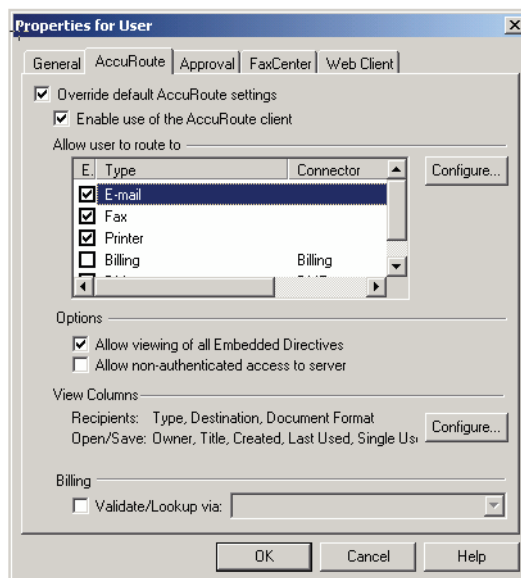 Properties for User
General AccuRoute Approval FaxCenter Web Client
Override default AccuRoute settings
Enable use of the AccuRoute client
Allow user to route to
E. Type Connector
Configure...
E-mail
Fax
Printer
Billing Billing
Options
Allow viewing of all Embedded Directives
Allow non-authenticated access to server
View Columns
Recipients: Type, Destination, Document Format
Configure...
Open/Save: Owner, Title, Created, Last Used, Single
Billing
Validate/Lookup via:
OK Cancel Help